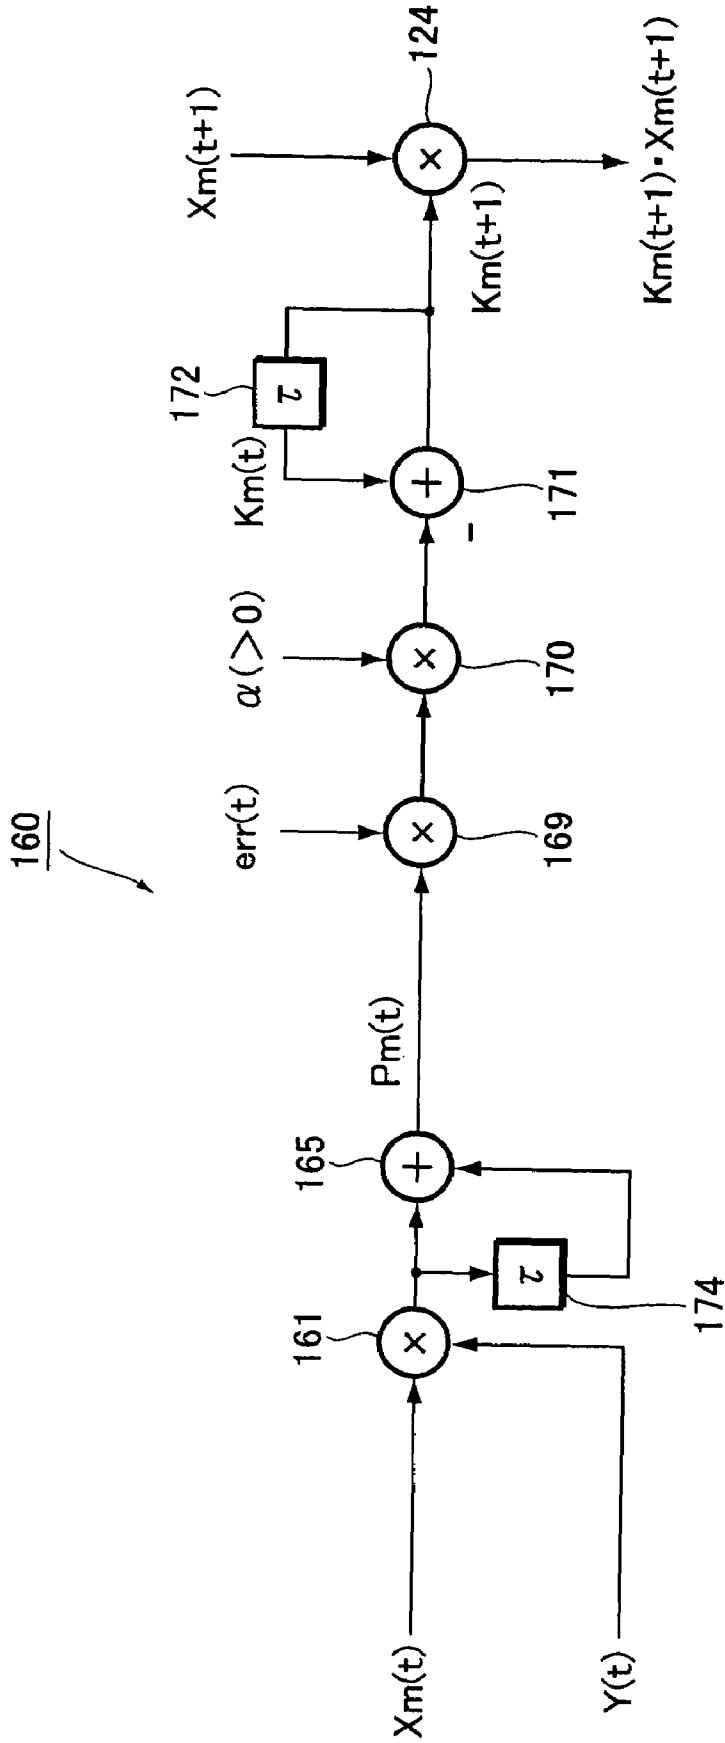 160
Xm(t)
Y(t)
161
×
τ
174
165
+
Pm(t)
err(t)
×
169
α(>0)
×
170
Km(t)
172
τ
+
−
171
Km(t+1)
Xm(t+1)
×
124
Km(t+1)·Xm(t+1)